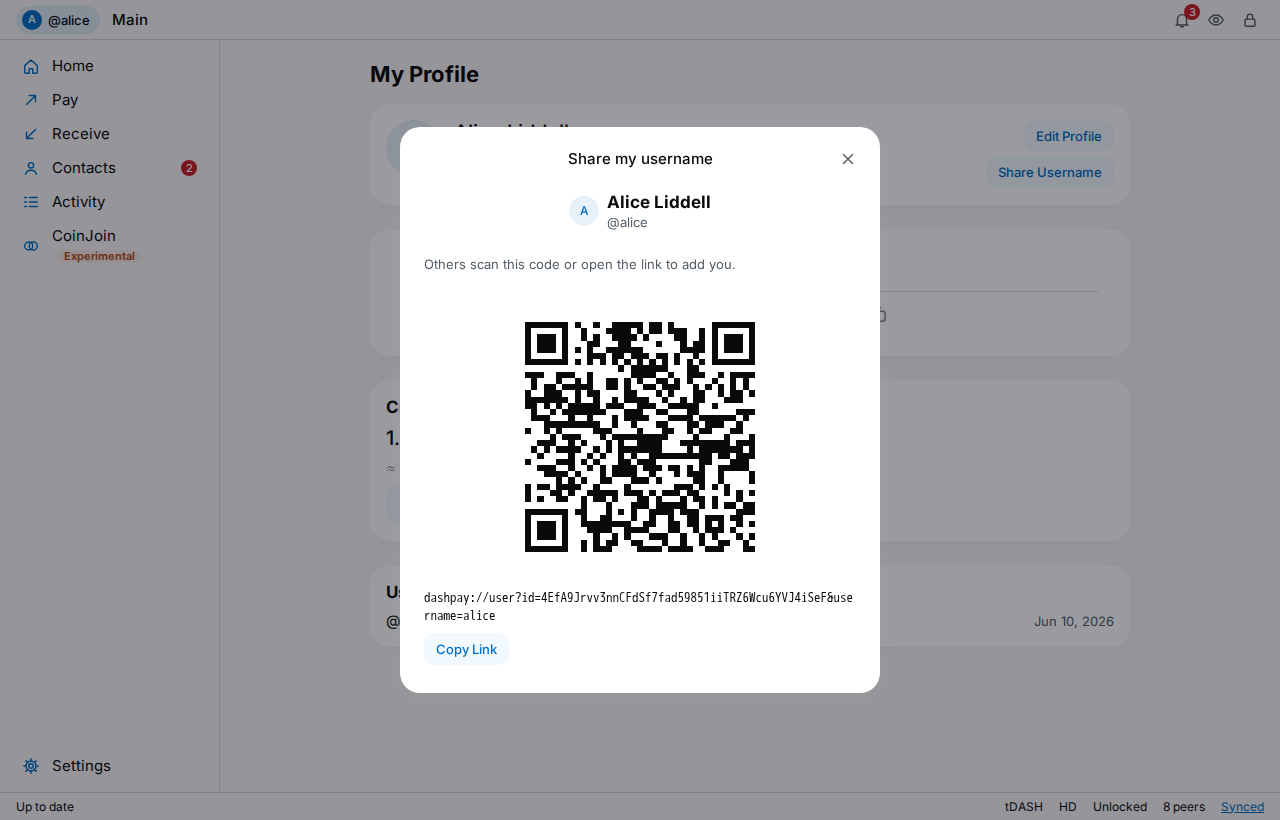 A @alice Main 3
Home
Pay
Receive
Contacts 2
Activity
CoinJoin
Experimental
Settings
My Profile
Edit Profile
Share Username
Share my username
A
Alice Liddell
@alice
Others scan this code or open the link to add you.
dashpay://user?id=4EfA9Jrvv3nnCFdSf7fad59851iiTRZ6Wcu6YVJ4iSeF&use
rname=alice
Copy Link
1.
≈
@
Jun 10, 2026
Up to date tDASH HD Unlocked 8 peers Synced